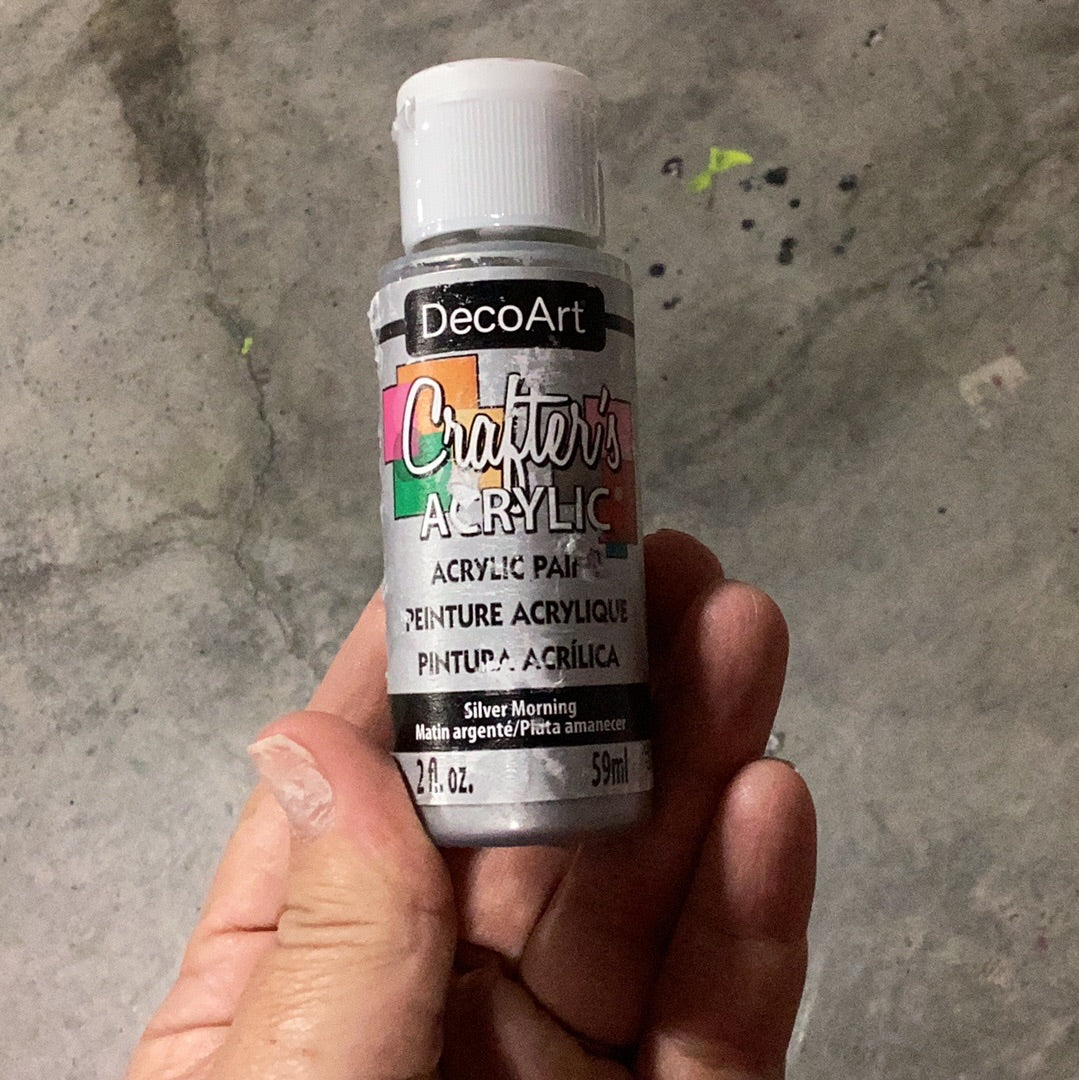 DecoArt
Crafter's
ACRYLIC
ACRYLIC
PEINTURE ACRYLIQUE
PINTURA ACRÍLICA
Silver Morning
Matin argenté/Plata amanecer
2 fl. oz. 59ml